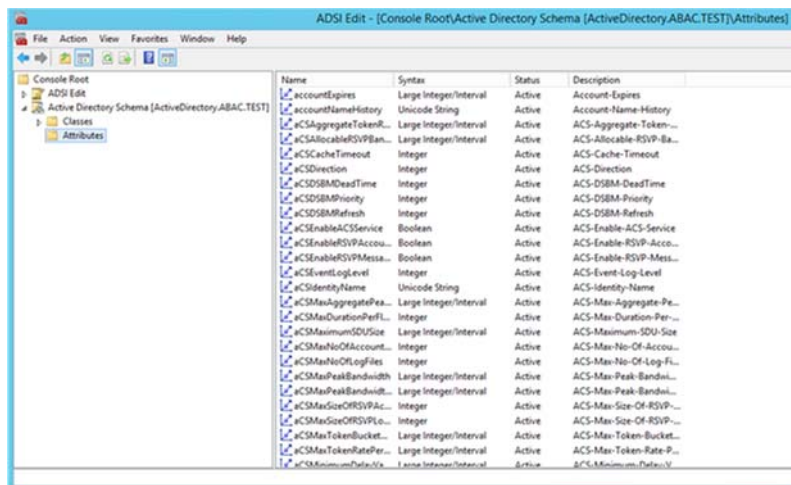 ADSI Edit - [Console Root\Active Directory Schema [ActiveDirectory.ABAC.TEST]\Attributes]
File Action View Favorites Window Help
Console Root
ADSI Edit
Active Directory Schema [ActiveDirectory.ABAC.TEST]
Classes
Attributes
Name Syntax Status Description
accountExpires Large Integer/Interval Active Account-Expires
accountNameHistory Unicode String Active Account-Name-History
aCSAggregateTokenR... Large Integer/Interval Active ACS-Aggregate-Token-...
aCSAllocableRSVPBan... Large Integer/Interval Active ACS-Allocable-RSVP-Ba...
aCSCacheTimeout Integer Active ACS-Cache-Timeout
aCSDirection Integer Active ACS-Direction
aCSDSBMDeadTime Integer Active ACS-DSBM-DeadTime
aCSDSBMPriority Integer Active ACS-DSBM-Priority
aCSDSBMRefresh Integer Active ACS-DSBM-Refresh
aCSEnableACSService Boolean Active ACS-Enable-ACS-Service
aCSEnableRSVPAccou... Boolean Active ACS-Enable-RSVP-Acco...
aCSEnableRSVPMessa... Boolean Active ACS-Enable-RSVP-Mess...
aCSEventLogLevel Integer Active ACS-Event-Log-Level
aCSIdentityName Unicode String Active ACS-Identity-Name
aCSMaxAggregatePea... Large Integer/Interval Active ACS-Max-Aggregate-Pe...
aCSMaxDurationPerFl... Integer Active ACS-Max-Duration-Per-...
aCSMaximumSDUSize Large Integer/Interval Active ACS-Maximum-SDU-Size
aCSMaxNoOfAccount... Integer Active ACS-Max-No-Of-Accou...
aCSMaxNoOfLogFiles Integer Active ACS-Max-No-Of-Log-Fi...
aCSMaxPeakBandwidth Large Integer/Interval Active ACS-Max-Peak-Bandwi...
aCSMaxPeakBandwidt... Large Integer/Interval Active ACS-Max-Peak-Bandwi...
aCSMaxSizeOfRSVPAc... Integer Active ACS-Max-Size-Of-RSVP-...
aCSMaxSizeOfRSVPLo... Integer Active ACS-Max-Size-Of-RSVP-...
aCSMaxTokenBucket... Large Integer/Interval Active ACS-Max-Token-Bucket...
aCSMaxTokenRatePer... Large Integer/Interval Active ACS-Max-Token-Rate-P...
aCSMinimumDelayVa... Large Integer/Interval Active ACS-Minimum-Delay-V...